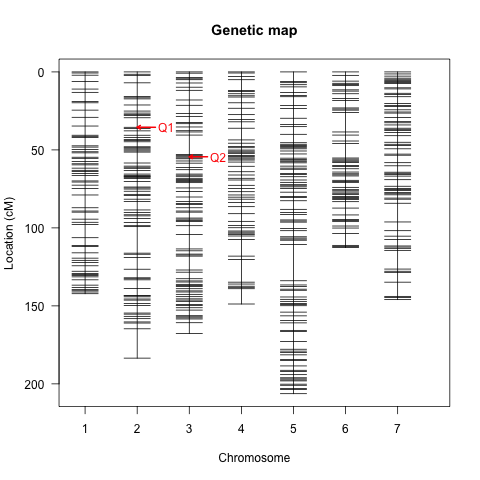 Genetic map
Location (cM)
0
50
100
150
200
Q1
Q2
1 2 3 4 5 6 7
Chromosome